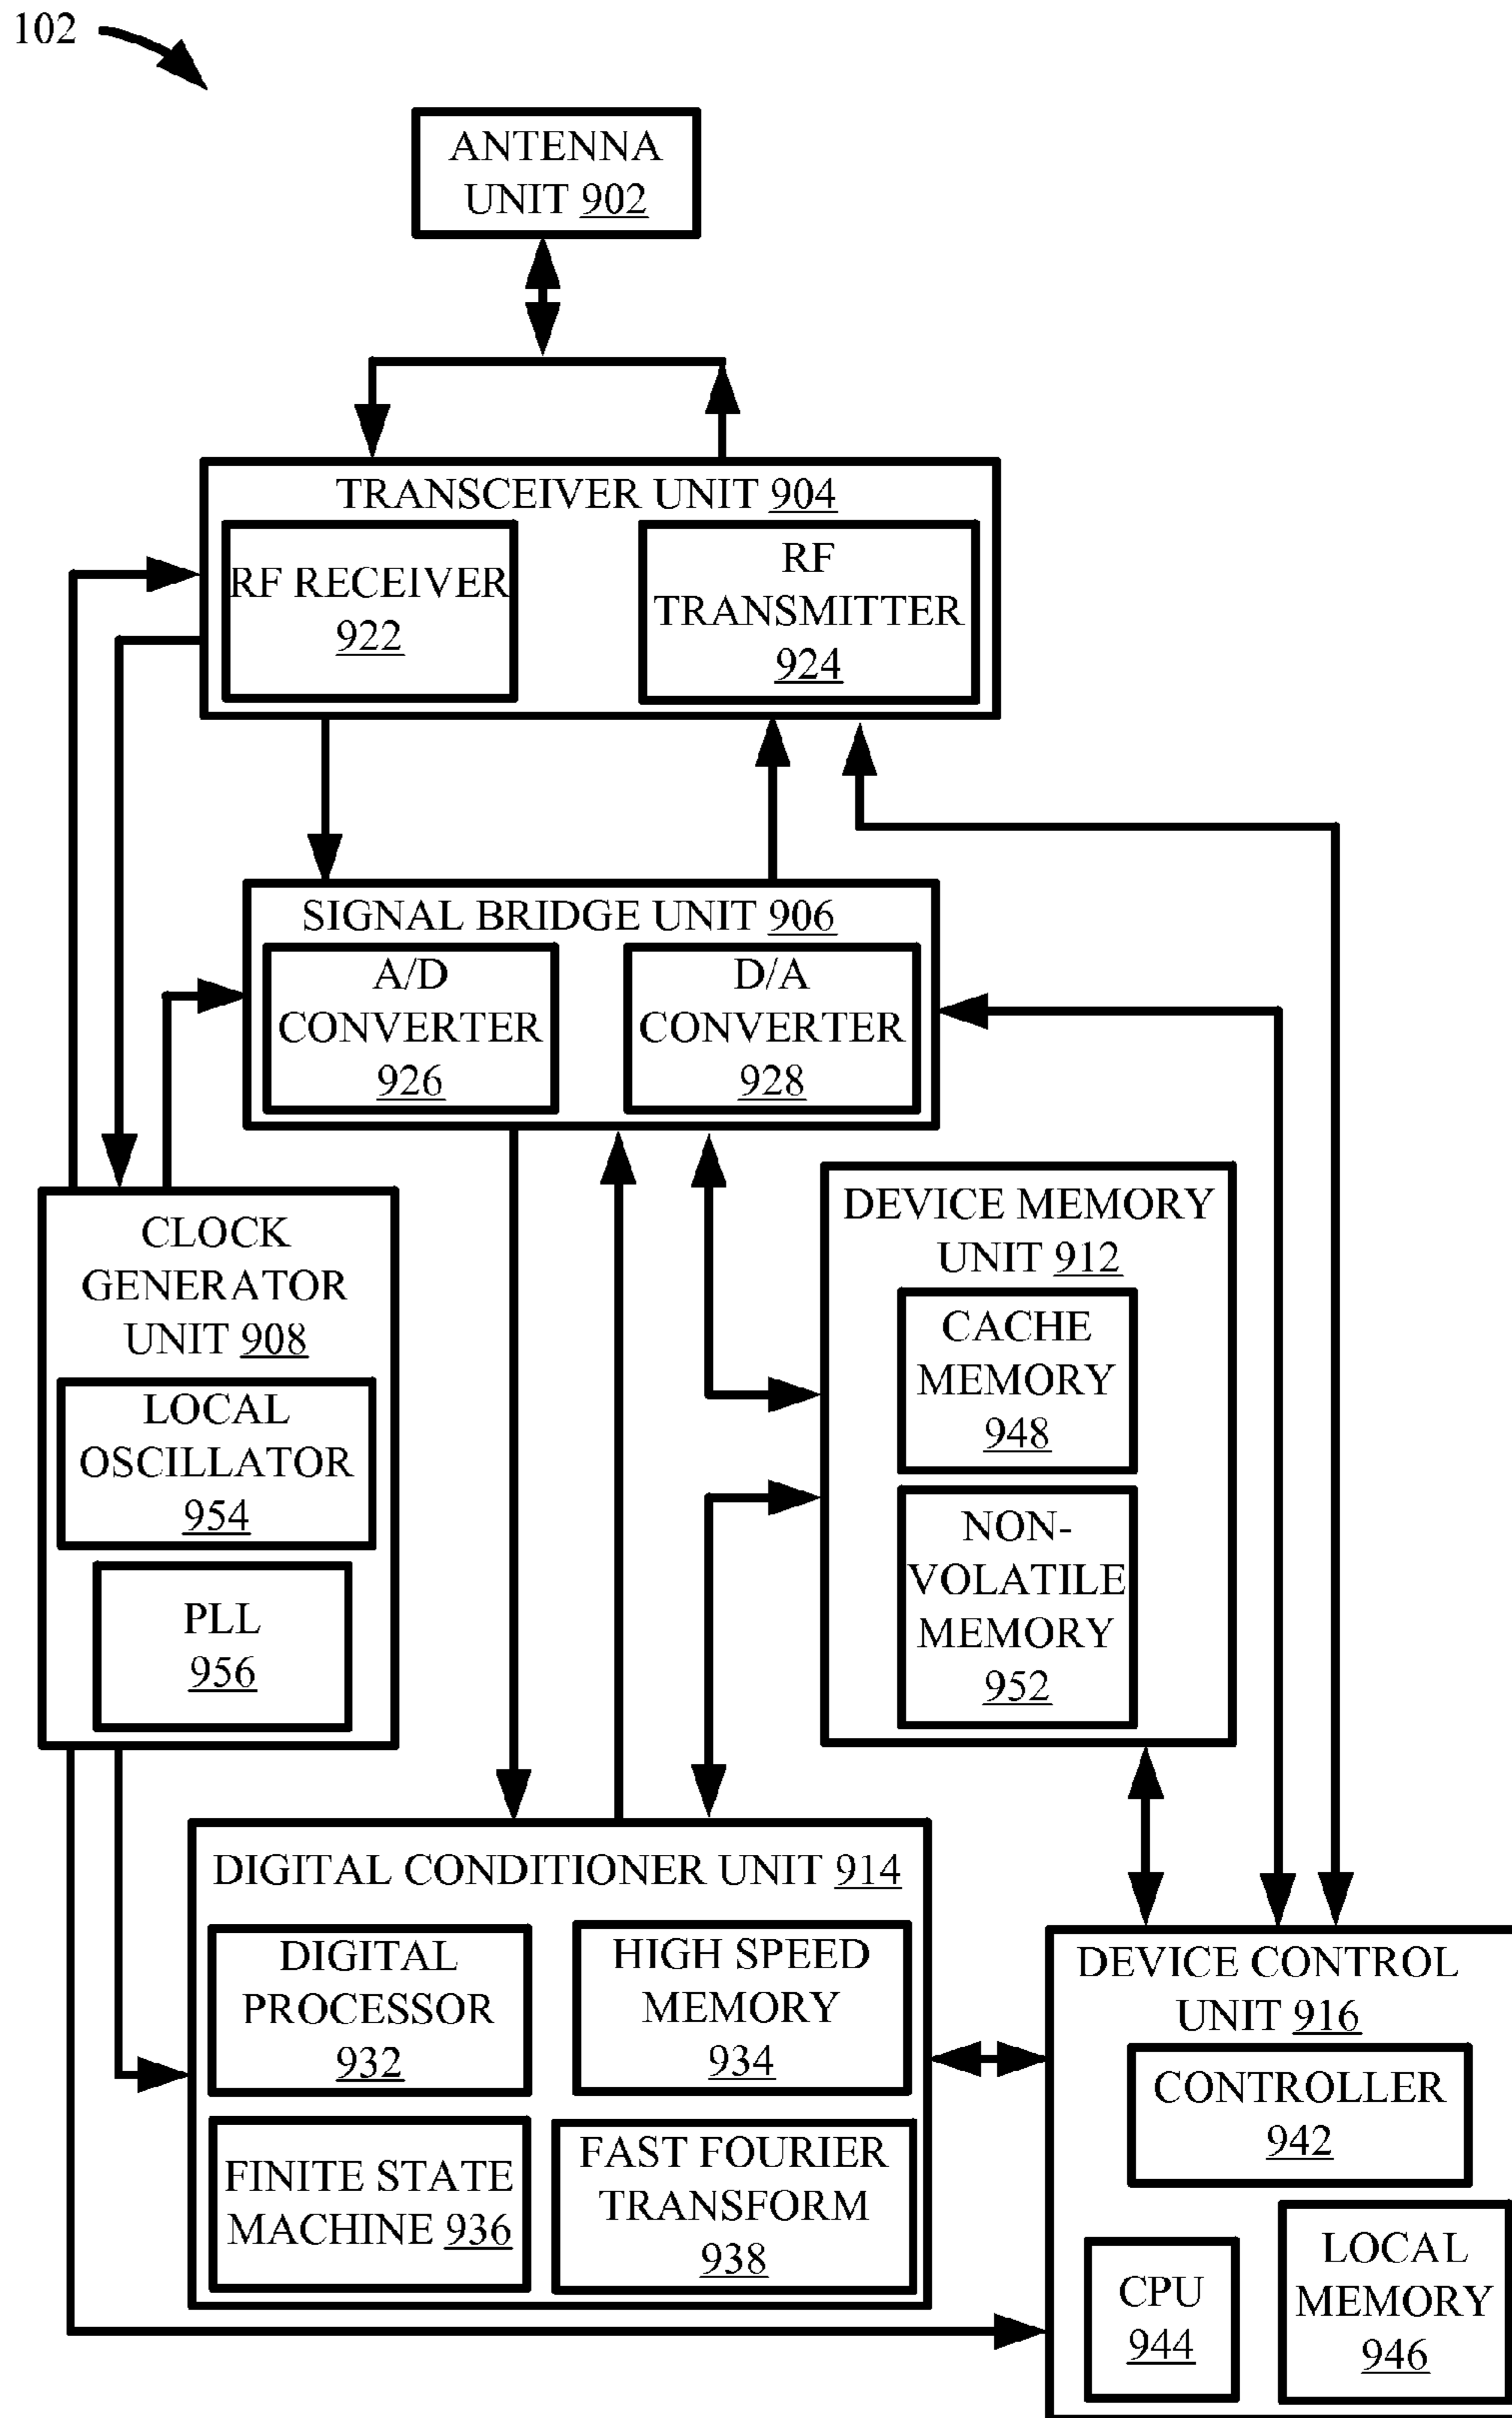 102
ANTENNA
UNIT 902
TRANSCEIVER UNIT 904
RF RECEIVER
922
RF
TRANSMITTER
924
SIGNAL BRIDGE UNIT 906
A/D
CONVERTER
926
D/A
CONVERTER
928
CLOCK
GENERATOR
UNIT 908
LOCAL
OSCILLATOR
954
PLL
956
DEVICE MEMORY
UNIT 912
CACHE
MEMORY
948
NON-
VOLATILE
MEMORY
952
DIGITAL CONDITIONER UNIT 914
DIGITAL
PROCESSOR
932
HIGH SPEED
MEMORY
934
FINITE STATE
MACHINE 936
FAST FOURIER
TRANSFORM
938
DEVICE CONTROL
UNIT 916
CONTROLLER
942
CPU
944
LOCAL
MEMORY
946